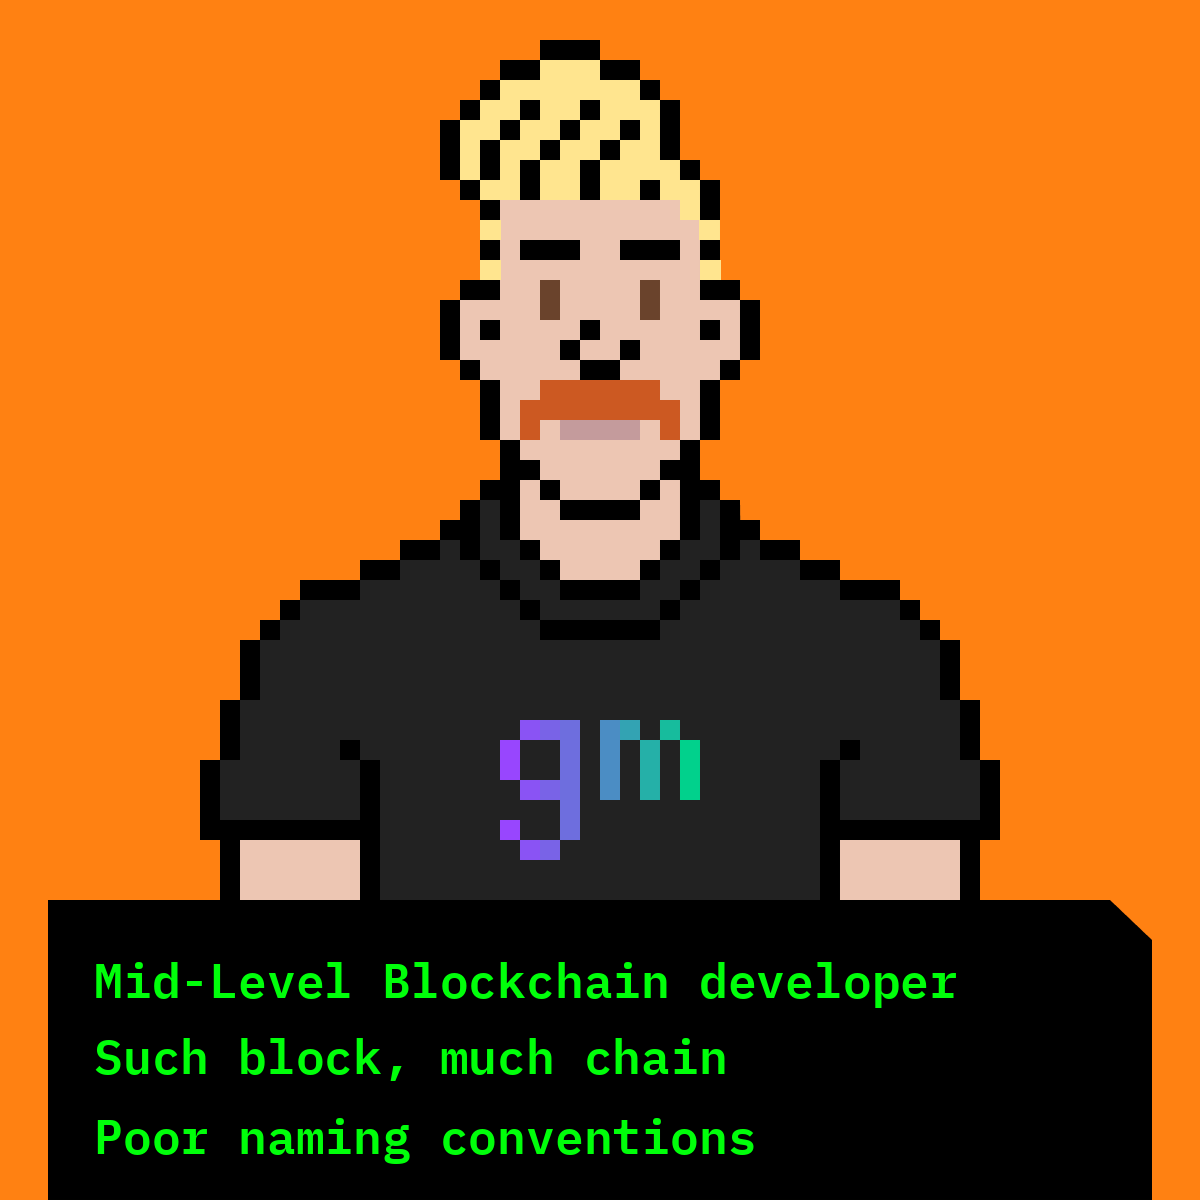 gm
Mid-Level Blockchain developer
Such block, much chain
Poor naming conventions